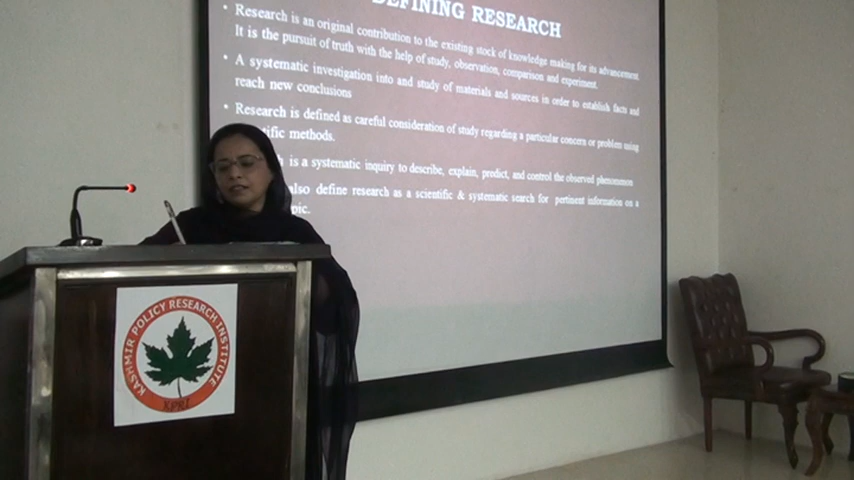 DEFINING RESEARCH
• Research is an original contribution to the existing stock of knowledge making for its advancement
It is the pursuit of truth with the help of study, observation, comparison and experiment.
• A systematic investigation into and study of materials and sources in order to establish facts and
reach new conclusions
• Research is defined as careful consideration of study regarding a particular concern or problem using
methods.
is a systematic inquiry to describe, explain, predict, and control the observed phenomenon
also define research as a scientific & systematic search for pertinent information on a
KASHMIR POLICY RESEARCH INSTITUTE
KPRI